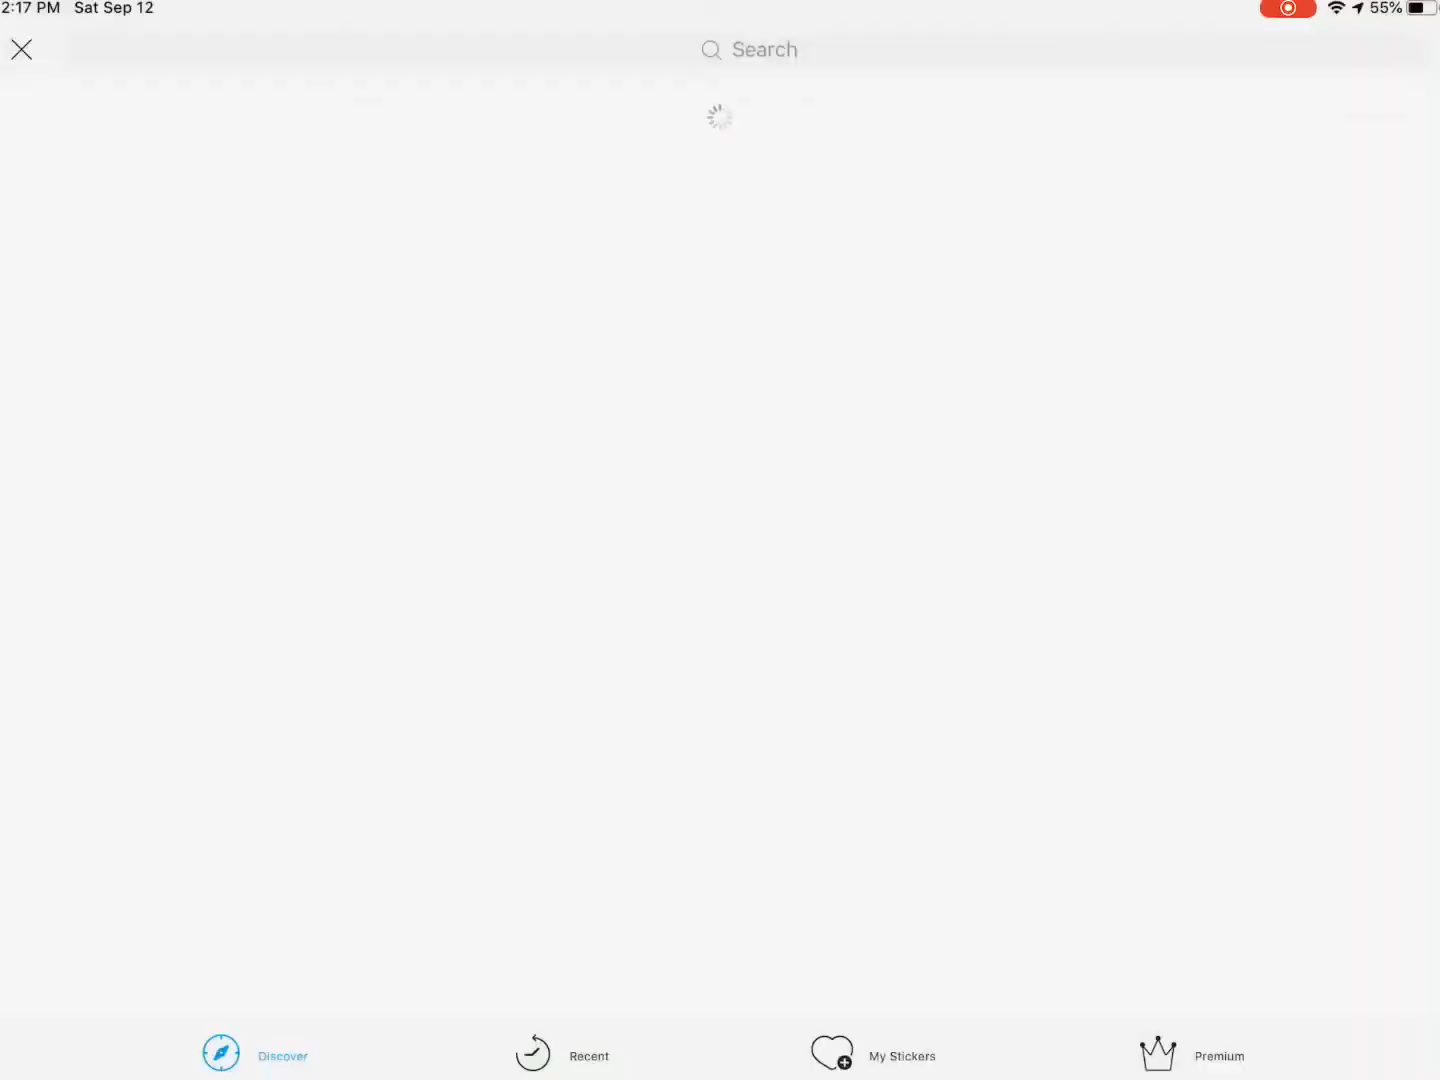 2:17 PM Sat Sep 12
55%
Search
Discover
Recent
My Stickers
Premium